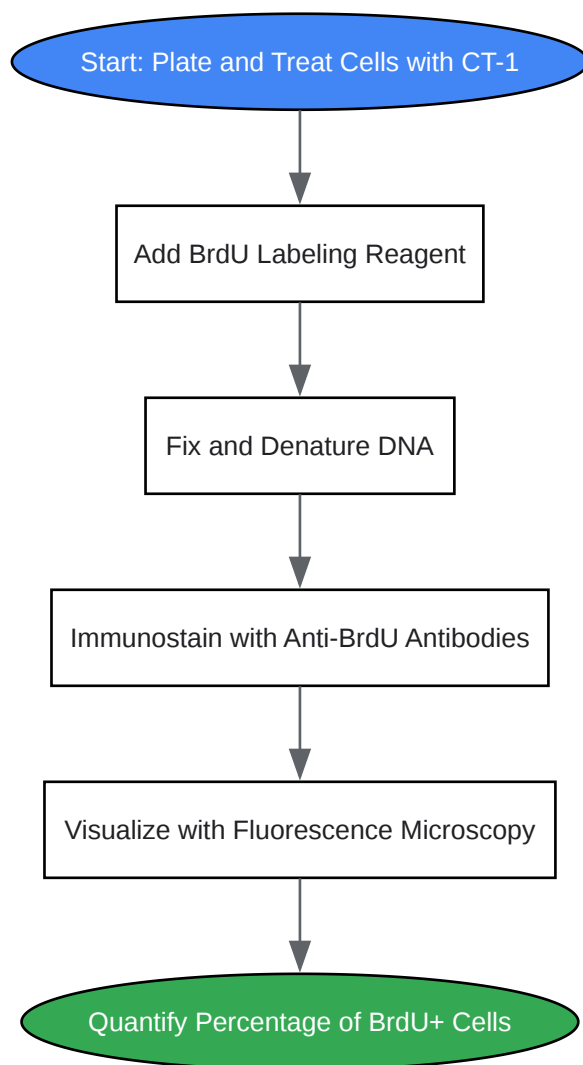 Start: Plate and Treat Cells with CT-1
Add BrdU Labeling Reagent
Fix and Denature DNA
Immunostain with Anti-BrdU Antibodies
Visualize with Fluorescence Microscopy
Quantify Percentage of BrdU+ Cells